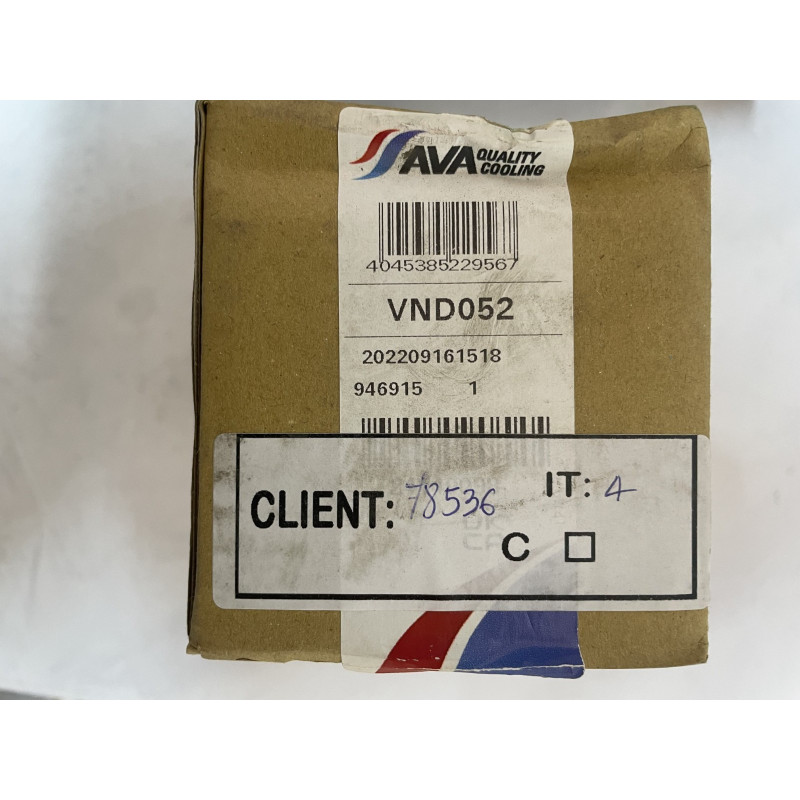 AVA QUALITY COOLING
4045385229567
VND052
202209161518
946915 1
CLIENT: 78536 IT: 4
C